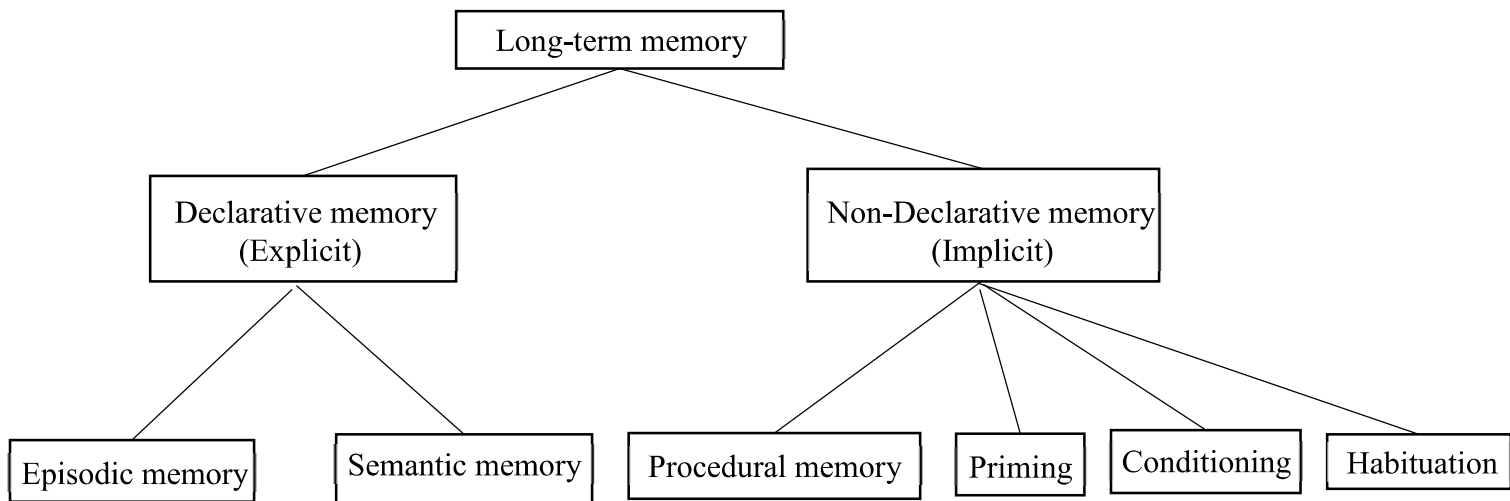 Long-term memory
Declarative memory
(Explicit)
Non-Declarative memory
(Implicit)
Episodic memory
Semantic memory
Procedural memory
Priming
Conditioning
Habituation